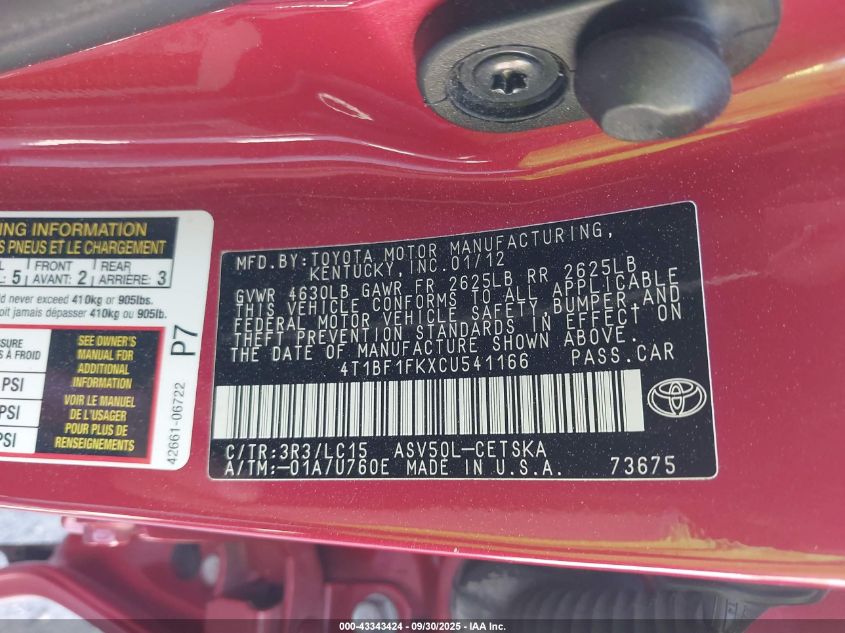 ING INFORMATION
S PNEUS ET LE CHARGEMENT
L 5 FRONT 2 REAR 3
L: AVANT: ARRIÈRE:
ld never exceed 410kg or 905lbs.
oit jamais dépasser 410kg ou 905lb.
SSURE
S À FROID
PSI
PSI
PSI
SEE OWNER'S
MANUAL FOR
ADDITIONAL
INFORMATION
VOIR LE MANUEL
DE L'USAGER
POUR PLUS DE
RENSEIGNEMENTS
P7
42661-06722
MFD.BY:TOYOTA MOTOR MANUFACTURING,
KENTUCKY, INC.01/12
GVWR 4630LB GAWR FR 2625LB RR 2625LB
THIS VEHICLE CONFORMS TO ALL APPLICABLE
FEDERAL MOTOR VEHICLE SAFETY,BUMPER,AND
THEFT PREVENTION STANDARDS IN EFFECT ON
THE DATE OF MANUFACTURE SHOWN ABOVE.
4T1BF1FKXCU541166 PASS.CAR
C/TR:3R3/LC15 ASV50L-CETSKA
A/TM:-01A/U760E MADE IN U.S.A. 73675
000-43343424 - 09/30/2025 - IAA Inc.